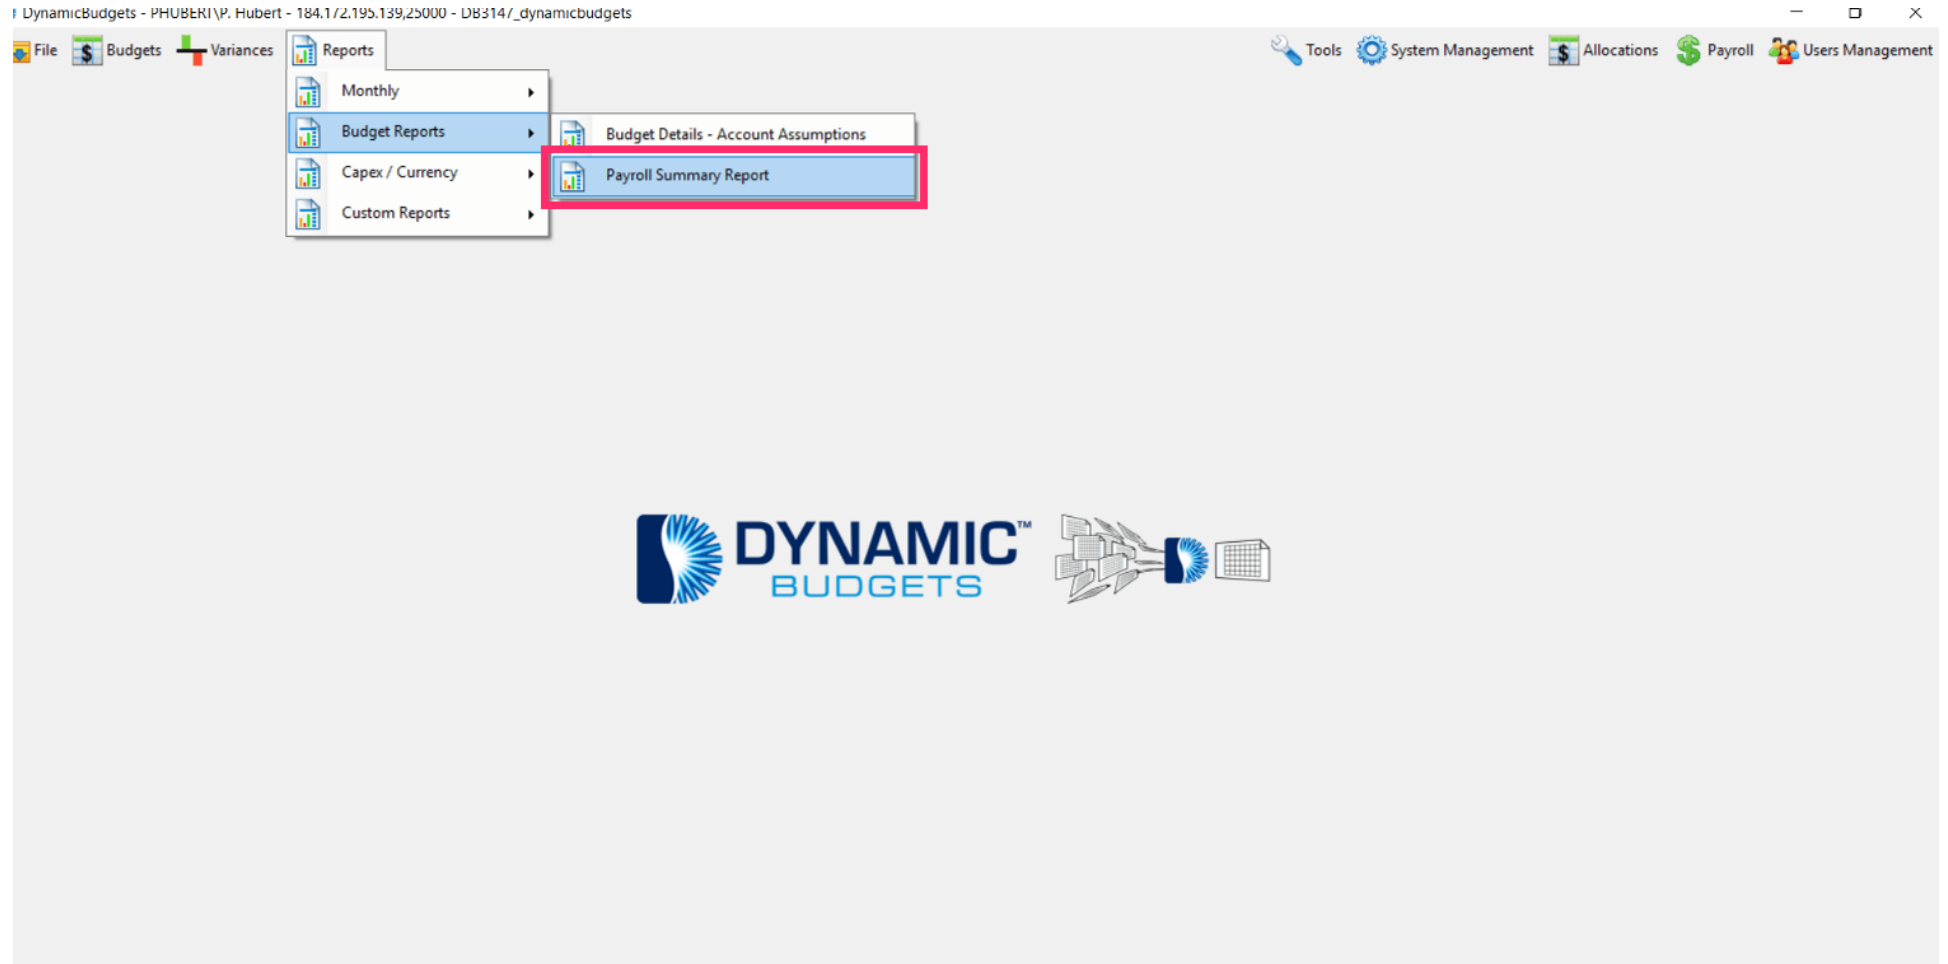 DynamicBudgets - PHUBERT\P. Hubert - 184.172.195.139,25000 - DB3147_dynamicbudgets
File Budgets Variances Reports Tools System Management Allocations Payroll Users Management
Monthly
Budget Reports
Budget Details - Account Assumptions
Capex / Currency
Payroll Summary Report
Custom Reports
DYNAMIC™
BUDGETS